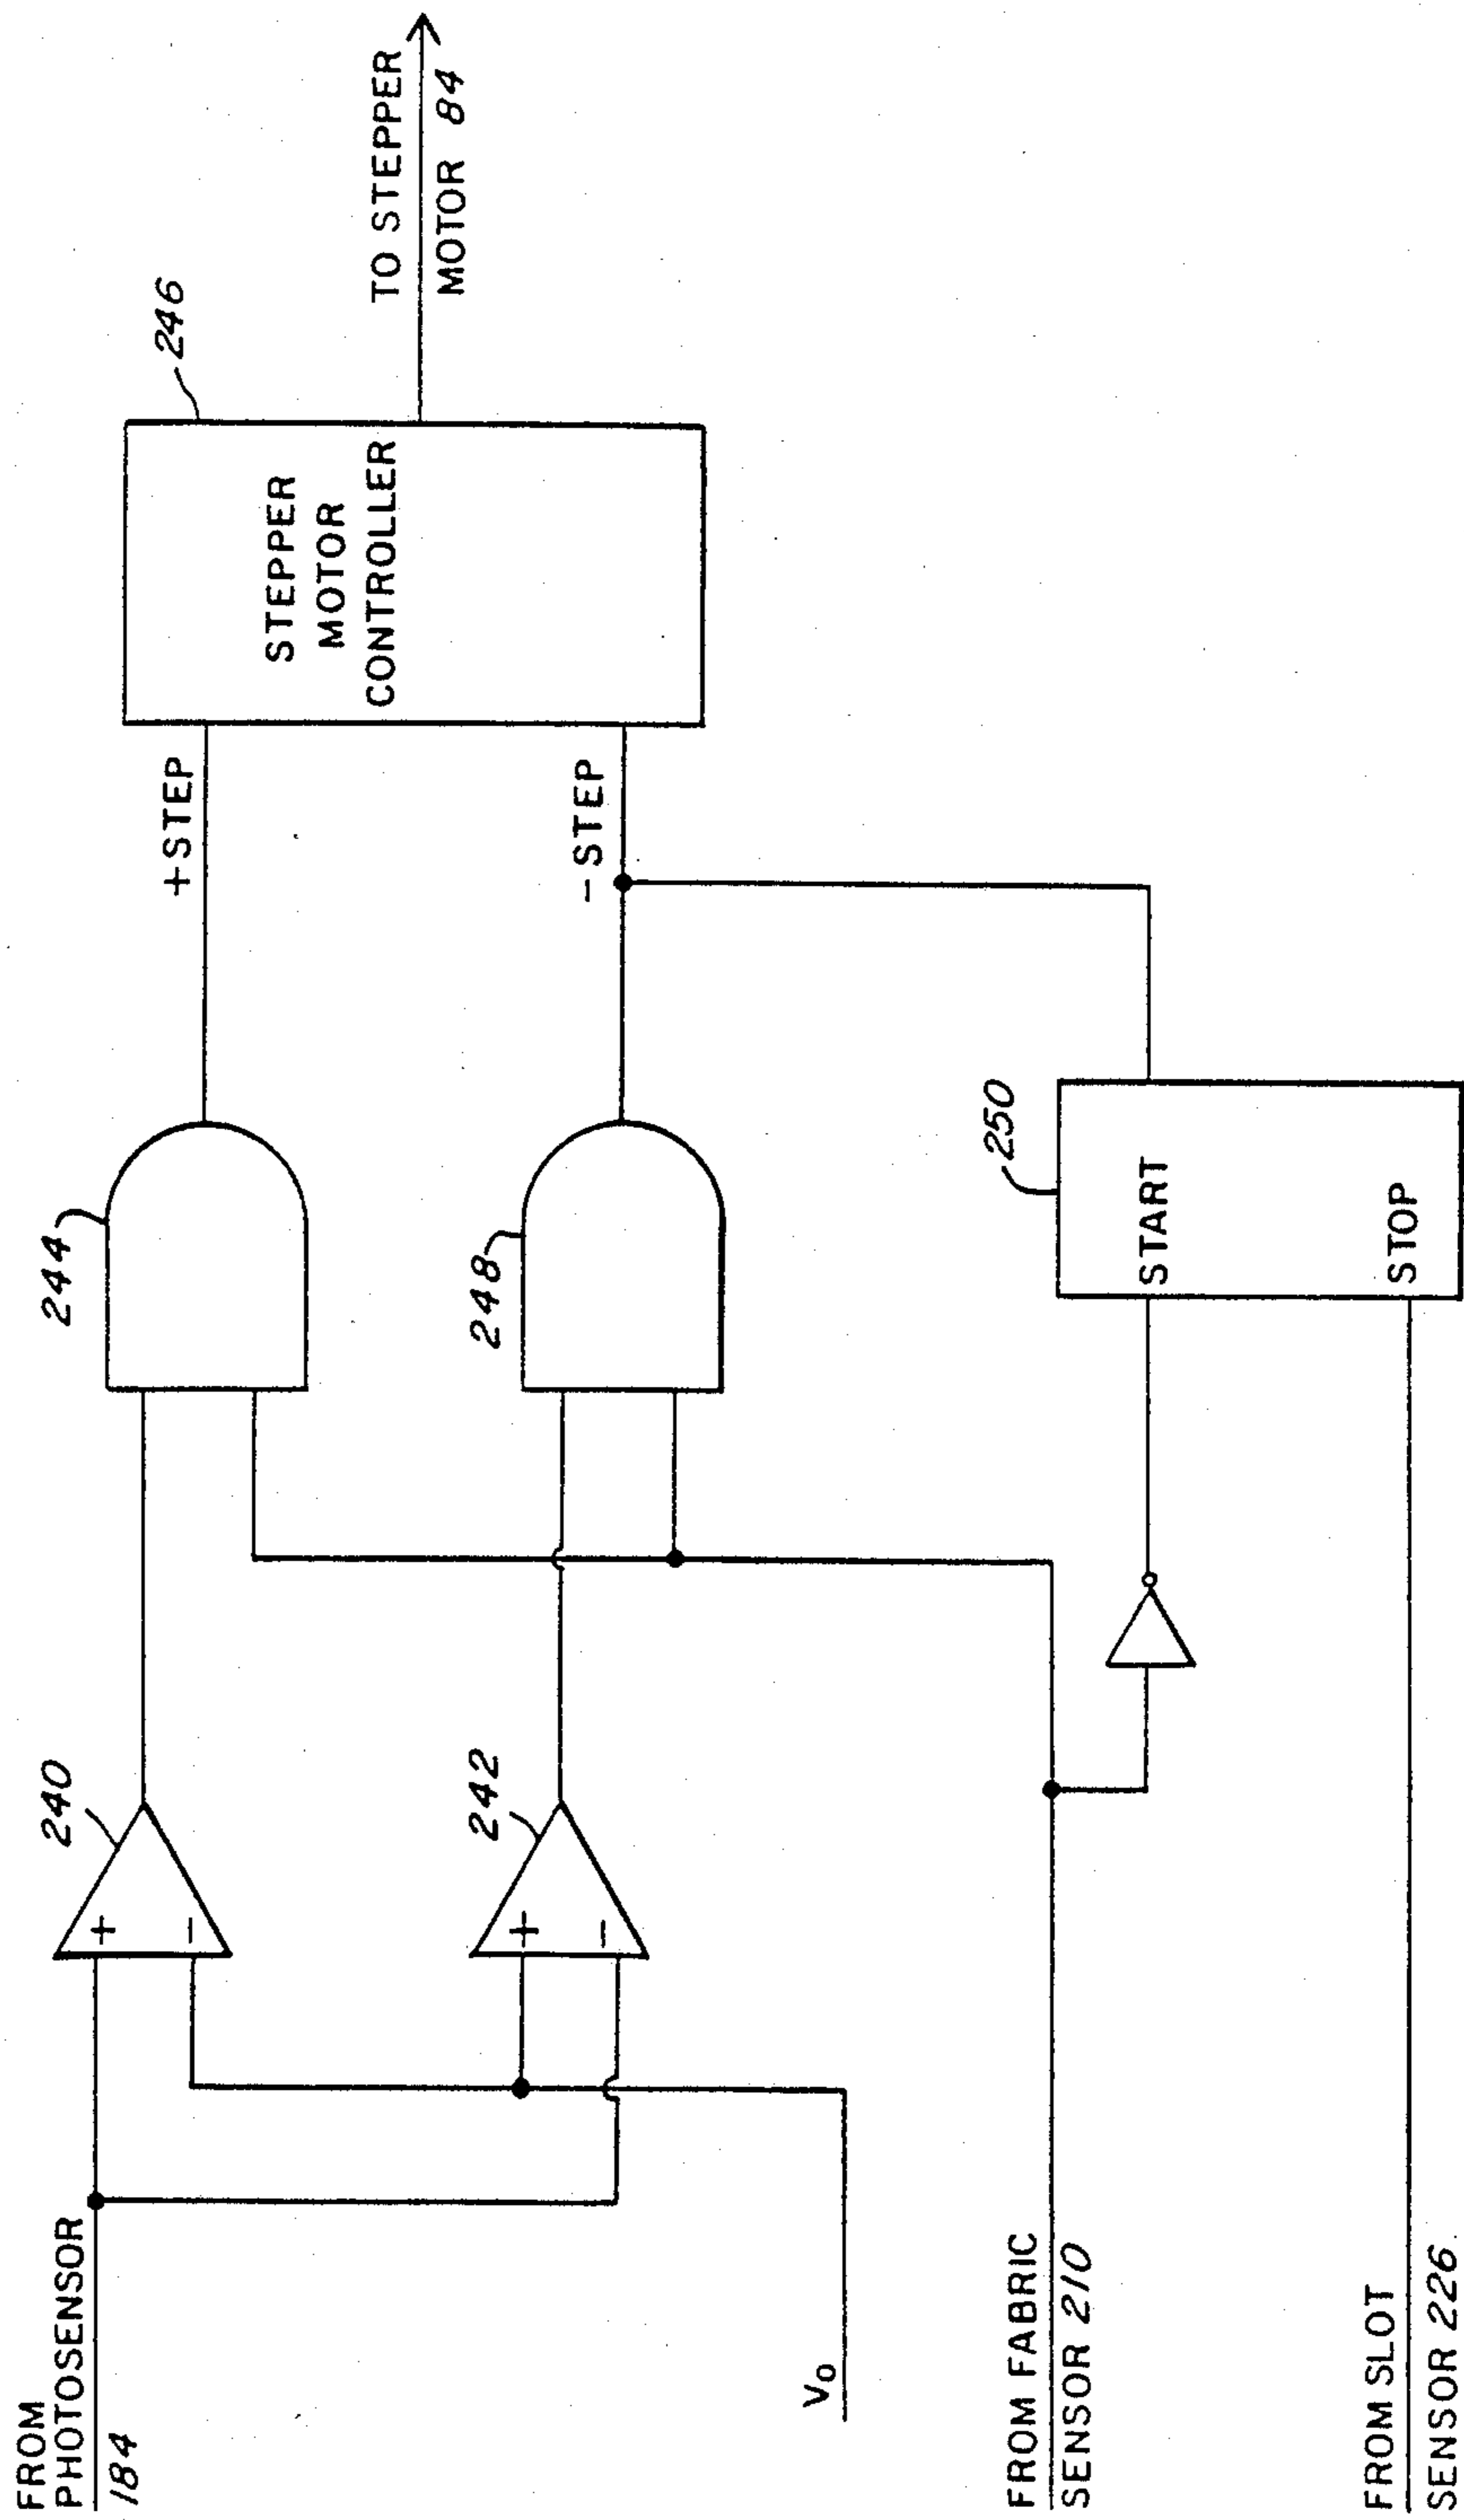 FROM
PHOTOSENSOR
184
240
+
-
244
+STEP
246
STEPPER
MOTOR
CONTROLLER
TO STEPPER
MOTOR 84
242
+
-
248
- STEP
V0
250
START
STOP
FROM FABRIC
SENSOR 210
FROM SLOT
SENSOR 226